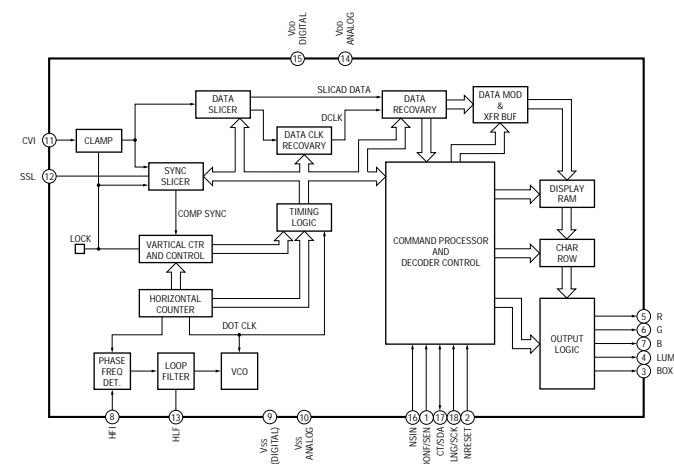 VDD
DIGITAL
VDD
ANALOG
15
14
SLICAD DATA
DATA
SLICER
DATA
RECOVERY
DATA MOD
&
XFR BUF
DCLK
CVI
11
CLAMP
DATA CLK
RECOVERY
SSL
12
SYNC
SLICER
DISPLAY
RAM
COMP SYNC
TIMING
LOGIC
LOCK
VARTICAL CTR
AND CONTROL
COMMAND PROCESSOR
AND
DECODER CONTROL
CHAR
ROW
HORIZONTAL
COUNTER
DOT CLK
OUTPUT
LOGIC
5 R
6 G
7 B
4 LUM
3 BOX
PHASE
FREQ
DET.
LOOP
FILTER
VCO
8
13
9
10
16
1
17
18
2
HFI
HLF
VSS
(DIGITAL)
VSS
ANALOG
NSIN
CT/SDA
LNG/SCK
NRESET